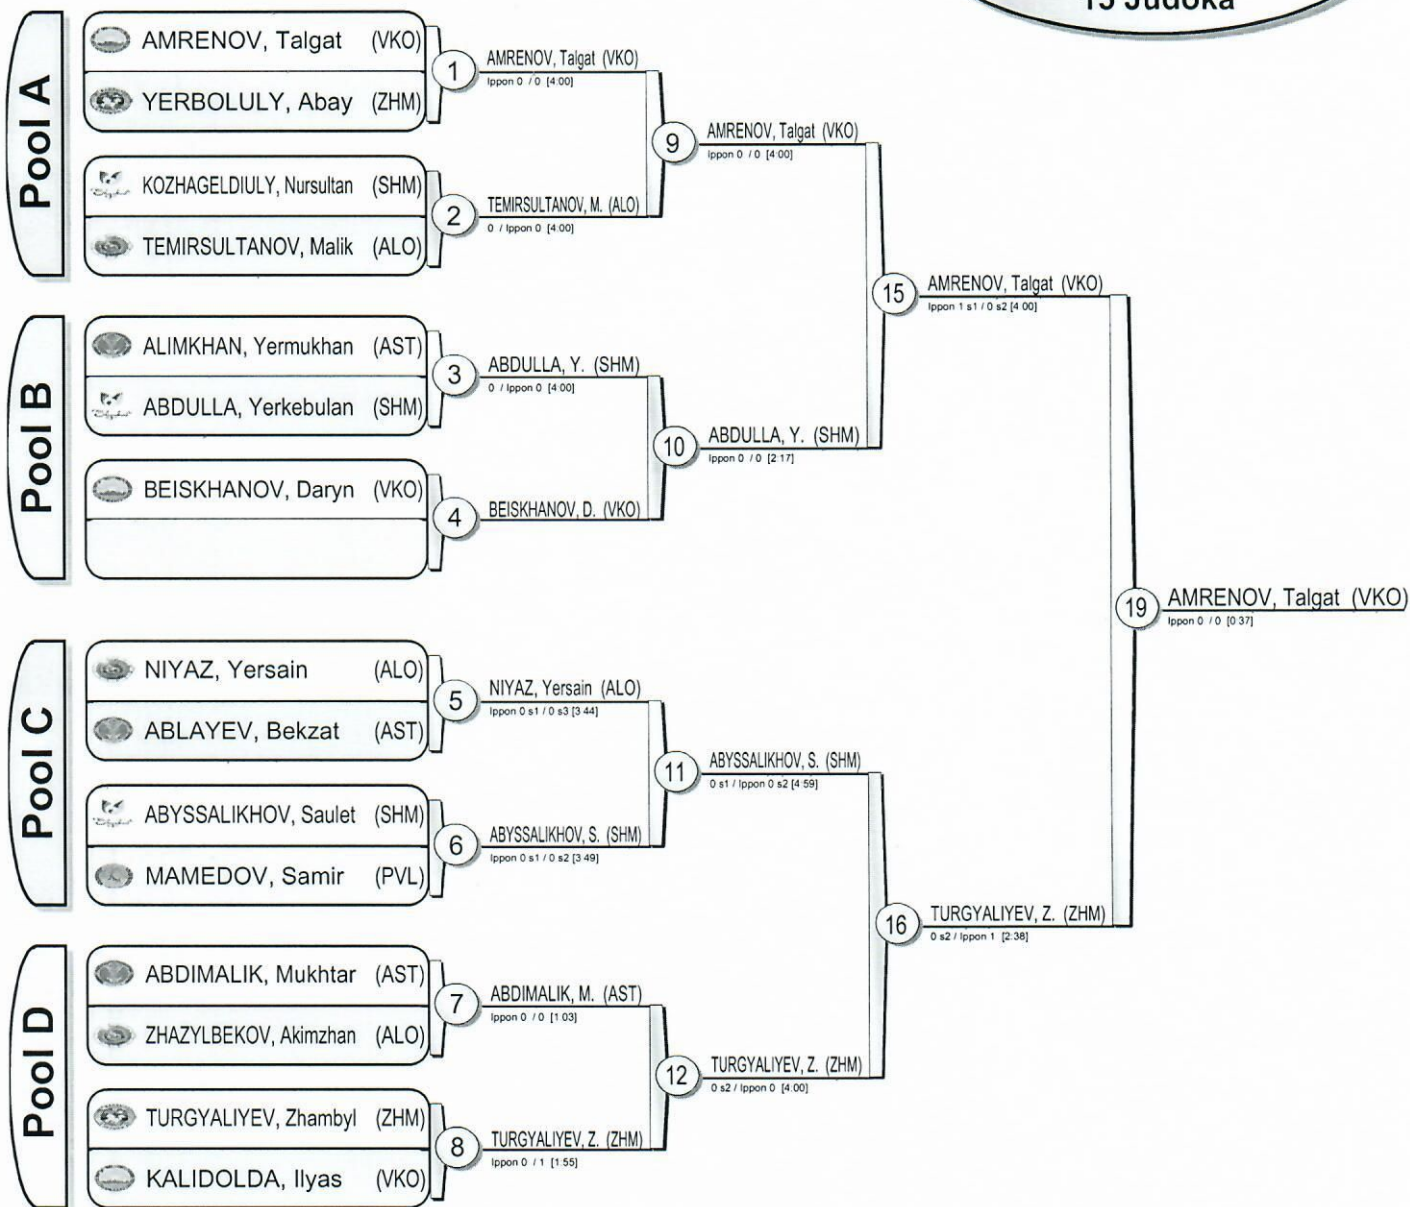 15 Judoka
Pool A
AMRENOV, Talgat (VKO)
YERBOLULY, Abay (ZHM)
KOZHAGELDIULY, Nursultan (SHM)
TEMIRSULTANOV, Malik (ALO)
1
AMRENOV, Talgat (VKO)
Ippon 0 / 0 [4:00]
2
TEMIRSULTANOV, M. (ALO)
0 / Ippon 0 [4:00]
9
AMRENOV, Talgat (VKO)
Ippon 0 / 0 [4:00]
Pool B
ALIMKHAN, Yermukhan (AST)
ABDULLA, Yerkebulan (SHM)
BEISKHANOV, Daryn (VKO)
3
ABDULLA, Y. (SHM)
0 / Ippon 0 [4:00]
4
BEISKHANOV, D. (VKO)
10
ABDULLA, Y. (SHM)
Ippon 0 / 0 [2:17]
15
AMRENOV, Talgat (VKO)
Ippon 1 s1 / 0 s2 [4:00]
Pool C
NIYAZ, Yersain (ALO)
ABLAYEV, Bekzat (AST)
ABYSSALIKHOV, Saulet (SHM)
MAMEDOV, Samir (PVL)
5
NIYAZ, Yersain (ALO)
Ippon 0 s1 / 0 s3 [3:44]
6
ABYSSALIKHOV, S. (SHM)
Ippon 0 s1 / 0 s2 [3:49]
11
ABYSSALIKHOV, S. (SHM)
0 s1 / Ippon 0 s2 [4:59]
Pool D
ABDIMALIK, Mukhtar (AST)
ZHAZYLBEKOV, Akimzhan (ALO)
TURGYALIYEV, Zhambyl (ZHM)
KALIDOLDA, Ilyas (VKO)
7
ABDIMALIK, M. (AST)
Ippon 0 / 0 [1:03]
8
TURGYALIYEV, Z. (ZHM)
Ippon 0 / 1 [1:55]
12
TURGYALIYEV, Z. (ZHM)
0 s2 / Ippon 0 [4:00]
16
TURGYALIYEV, Z. (ZHM)
0 s2 / Ippon 1 [2:38]
19
AMRENOV, Talgat (VKO)
Ippon 0 / 0 [0:37]